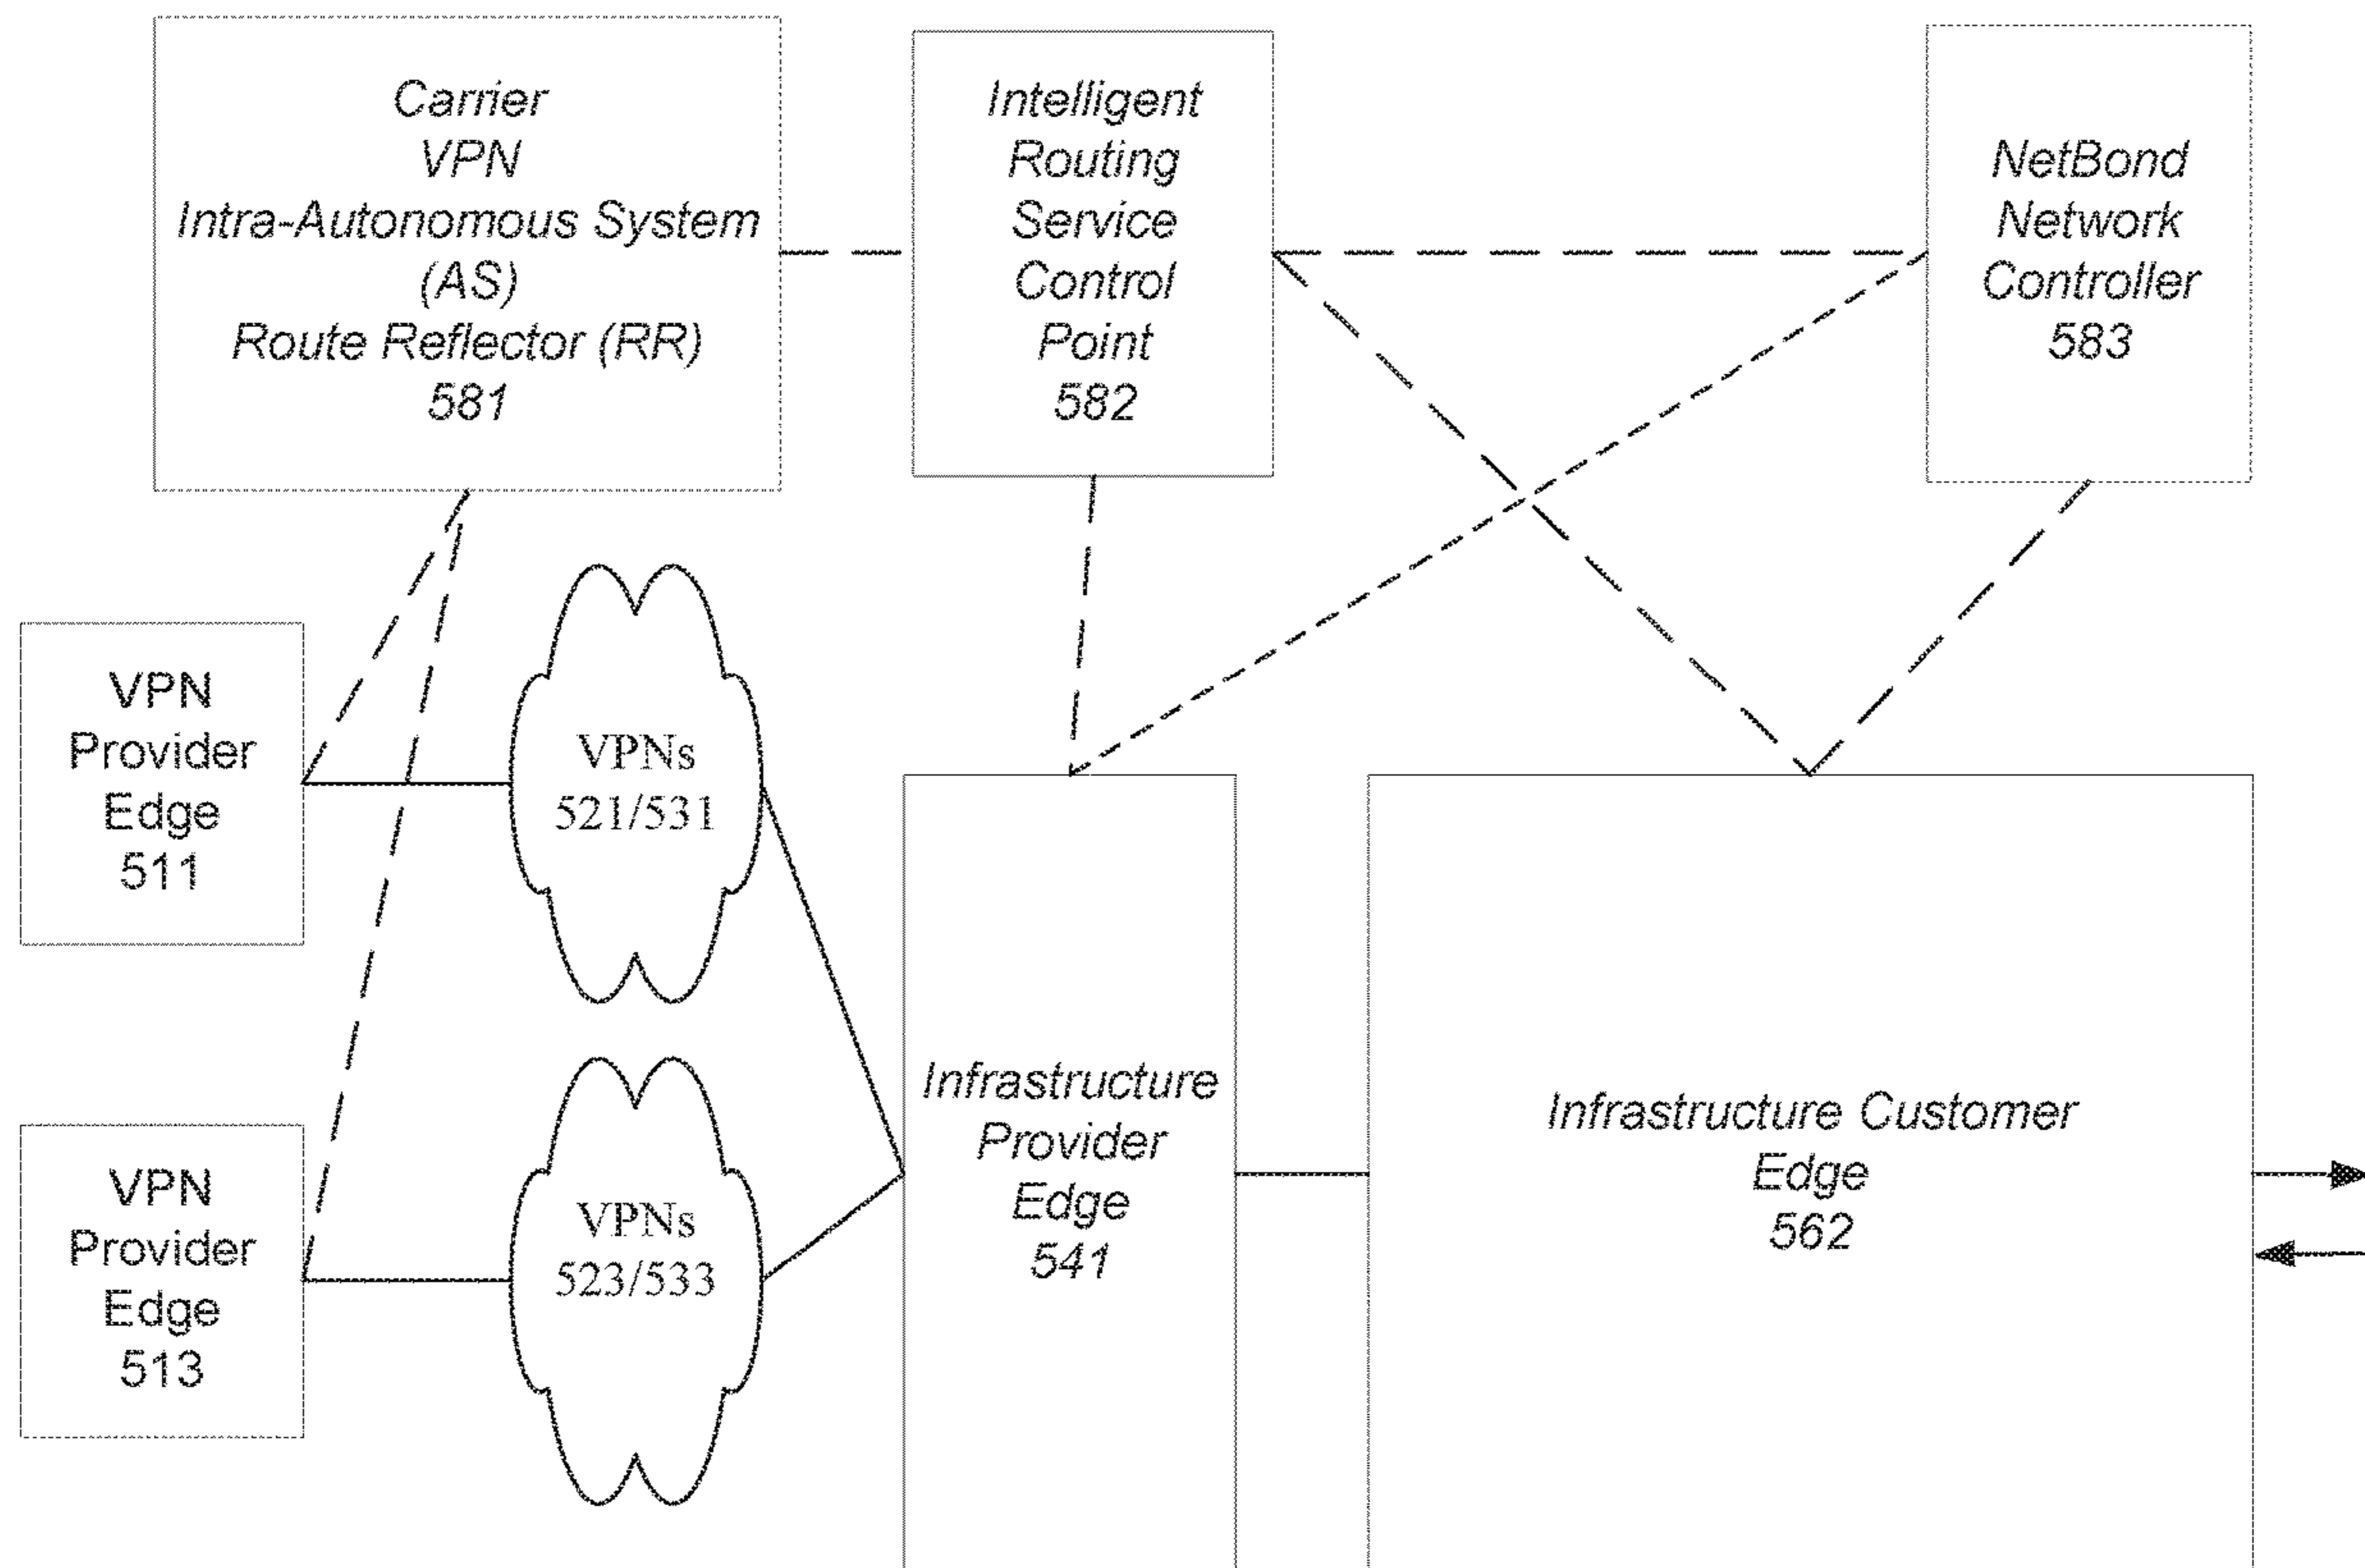 Carrier
VPN
Intra-Autonomous System
(AS)
Route Reflector (RR)
581
Intelligent
Routing
Service
Control
Point
582
NetBond
Network
Controller
583
VPN
Provider
Edge
511
VPNs
521/531
VPN
Provider
Edge
513
VPNs
523/533
Infrastructure
Provider
Edge
541
Infrastructure Customer
Edge
562